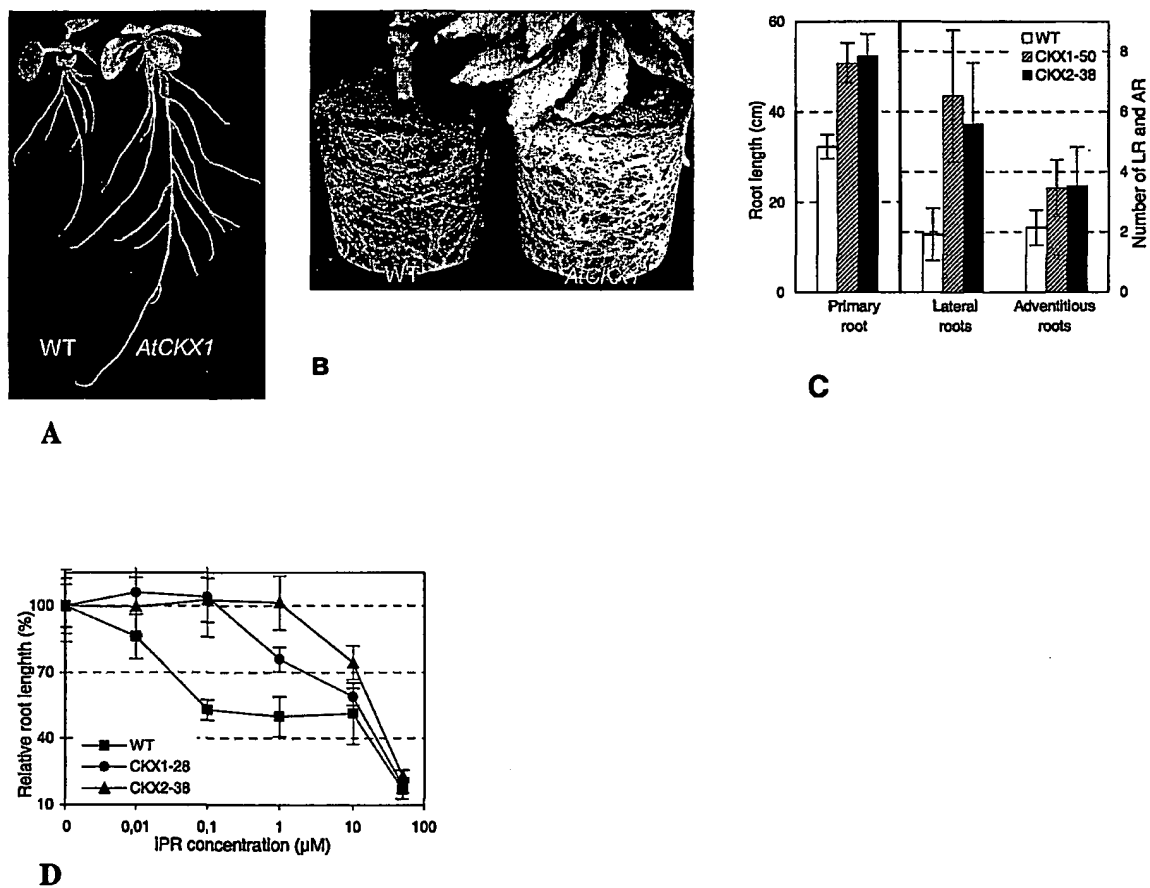 WT
AtCKX1
A
WT
AtCKX1
B
60
40
20
0
Root length (cm)
WT
CKX1-50
CKX2-38
8
6
4
2
0
Number of LR and AR
Primary
root
Lateral
roots
Adventitious
roots
C
Relative root lenghth (%)
100
70
40
10
WT
CKX1-28
CKX2-38
0
0,01
0,1
1
10
100
IPR concentration (µM)
D